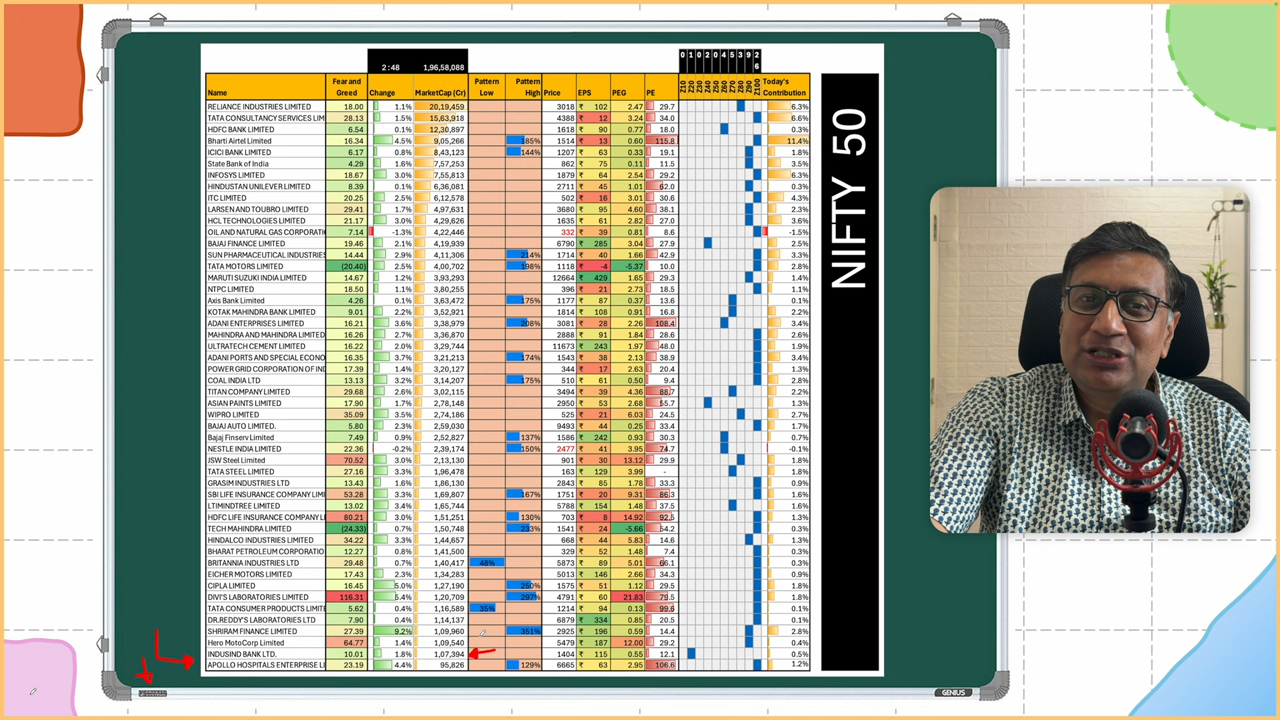 0 1 0 2 0 4 5 3 9 2 6
2:48 1,96,58,088
Name Fear and Greed Change MarketCap (Cr) Pattern Low Pattern High Price EPS PEG PE Z10 Z20 Z30 Z40 Z50 Z60 Z70 Z80 Z90 Z100 Today's Contribution
RELIANCE INDUSTRIES LIMITED 18.00 1.1% 20,19,459 3018 ₹ 102 2.47 29.7 6.3%
TATA CONSULTANCY SERVICES LIM 28.13 1.5% 15,63,918 4388 ₹ 12 3.24 34.0 6.6%
HDFC BANK LIMITED 6.54 0.1% 12,30,897 1618 ₹ 90 0.77 18.0 0.3%
Bharti Airtel Limited 16.34 4.5% 9,05,266 185% 1514 ₹ 13 0.60 115.8 11.4%
ICICI BANK LIMITED 6.17 0.8% 8,43,123 144% 1207 ₹ 63 0.33 19.1 1.8%
State Bank of India 4.29 1.6% 7,57,253 862 ₹ 75 0.11 11.5 3.5%
INFOSYS LIMITED 18.67 3.0% 7,55,813 1879 ₹ 64 2.54 29.2 6.3%
HINDUSTAN UNILEVER LIMITED 8.39 0.1% 6,36,081 2711 ₹ 45 1.01 62.0 0.3%
ITC LIMITED 20.25 2.5% 6,12,578 502 ₹ 16 3.01 30.6 4.3%
LARSEN AND TOUBRO LIMITED 29.41 1.7% 4,97,631 3680 ₹ 95 4.60 38.1 2.3%
HCL TECHNOLOGIES LIMITED 21.17 3.0% 4,29,626 1635 ₹ 61 2.82 27.0 3.6%
OIL AND NATURAL GAS CORPORATI 7.14 -1.3% 4,22,446 332 ₹ 39 0.81 8.6 -1.5%
BAJAJ FINANCE LIMITED 19.46 2.1% 4,19,939 6790 ₹ 285 3.04 27.9 2.5%
SUN PHARMACEUTICAL INDUSTRIES 14.44 2.9% 4,11,306 214% 1714 ₹ 40 1.66 42.9 3.4%
TATA MOTORS LIMITED (20.40) 2.5% 4,00,702 198% 1118 ₹ -4 -5.37 10.0 2.8%
MARUTI SUZUKI INDIA LIMITED 14.67 1.2% 3,93,293 12664 ₹ 429 1.65 29.3 1.4%
NTPC LIMITED 18.50 1.1% 3,80,255 396 ₹ 21 2.73 18.5 1.1%
Axis Bank Limited 4.26 0.1% 3,63,472 175% 1177 ₹ 87 0.37 13.6 0.1%
KOTAK MAHINDRA BANK LIMITED 9.01 2.2% 3,52,921 1814 ₹ 108 0.91 16.8 2.2%
ADANI ENTERPRISES LIMITED 16.21 3.6% 3,38,979 208% 3081 ₹ 28 2.26 108.4 3.4%
MAHINDRA AND MAHINDRA LIMITED 16.26 2.7% 3,36,870 2888 ₹ 91 1.84 28.6 2.6%
ULTRATECH CEMENT LIMITED 16.22 2.0% 3,29,744 11673 ₹ 243 1.97 48.0 1.9%
ADANI PORTS AND SPECIAL ECONO 16.35 3.7% 3,21,213 174% 1543 ₹ 38 2.13 38.9 3.4%
POWER GRID CORPORATION OF IND 17.39 1.4% 3,20,127 344 ₹ 17 2.63 20.4 1.3%
COAL INDIA LTD 13.13 3.2% 3,14,207 175% 510 ₹ 61 0.50 9.4 2.8%
TITAN COMPANY LIMITED 29.68 2.6% 3,02,115 3494 ₹ 39 4.36 88.7 2.2%
ASIAN PAINTS LIMITED 17.90 1.7% 2,78,148 2950 ₹ 53 2.68 55.7 1.3%
WIPRO LIMITED 35.09 3.5% 2,74,186 525 ₹ 21 6.03 24.5 2.7%
BAJAJ AUTO LIMITED. 5.80 2.3% 2,59,030 9493 ₹ 44 0.25 33.4 1.7%
Bajaj Finserv Limited 7.49 0.9% 2,52,827 137% 1586 ₹ 242 0.93 30.3 0.7%
NESTLE INDIA LIMITED 22.36 -0.2% 2,39,174 150% 2477 ₹ 41 3.95 74.7 -0.1%
JSW Steel Limited 70.52 3.0% 2,13,130 901 ₹ 30 13.12 29.9 1.8%
TATA STEEL LIMITED 27.16 3.3% 1,96,478 163 ₹ 129 3.99 - 1.8%
GRASIM INDUSTRIES LTD 13.43 1.6% 1,86,130 2843 ₹ 85 1.78 33.3 0.9%
SBI LIFE INSURANCE COMPANY LIMI 53.28 3.3% 1,69,807 167% 1751 ₹ 20 9.31 86.3 1.6%
LTIMINDTREE LIMITED 13.02 3.4% 1,65,744 5788 ₹ 154 1.48 37.5 1.6%
HDFC LIFE INSURANCE COMPANY L 80.21 3.0% 1,51,251 130% 703 ₹ 8 14.92 92.5 1.3%
TECH MAHINDRA LIMITED (24.33) 0.7% 1,50,748 233% 1541 ₹ 24 -5.66 54.2 0.3%
HINDALCO INDUSTRIES LIMITED 34.22 3.3% 1,44,657 668 ₹ 44 5.83 14.6 1.3%
BHARAT PETROLEUM CORPORATIO 12.27 0.8% 1,41,500 329 ₹ 52 1.48 7.4 0.3%
BRITANNIA INDUSTRIES LTD 29.48 0.7% 1,40,417 48% 5873 ₹ 89 5.01 66.1 0.3%
EICHER MOTORS LIMITED 17.43 2.3% 1,34,283 5013 ₹ 146 2.66 34.3 0.9%
CIPLA LIMITED 16.45 5.0% 1,27,190 250% 1575 ₹ 51 1.12 29.5 1.8%
DIVI'S LABORATORIES LIMITED 116.31 5.4% 1,20,709 297% 4791 ₹ 60 21.83 79.5 1.8%
TATA CONSUMER PRODUCTS LIMITE 5.62 0.4% 1,16,589 35% 1214 ₹ 94 0.13 99.6 0.1%
DR.REDDY'S LABORATORIES LTD 7.90 0.4% 1,14,137 6879 ₹ 334 0.85 20.5 0.1%
SHRIRAM FINANCE LIMITED 27.39 9.2% 1,09,960 351% 2925 ₹ 196 0.59 14.4 2.8%
Hero MotoCorp Limited 64.77 1.4% 1,09,540 5479 ₹ 187 12.00 29.2 0.4%
INDUSIND BANK LTD. 10.01 1.8% 1,07,394 1404 ₹ 115 0.55 12.1 0.5%
APOLLO HOSPITALS ENTERPRISE LI 23.19 4.4% 95,826 129% 6665 ₹ 63 2.95 106.6 1.2%
NIFTY 50
GENIUS